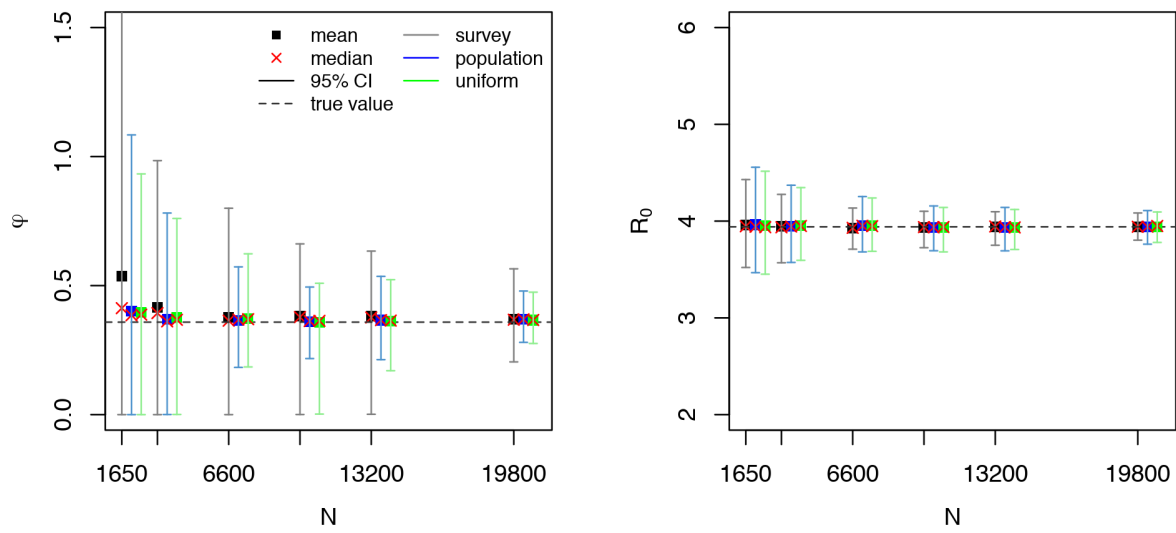 1.5
1.0
0.5
0.0
φ
mean
median
95% CI
true value
survey
population
uniform
1650
6600
13200
19800
N
6
5
4
3
2
R0
1650
6600
13200
19800
N